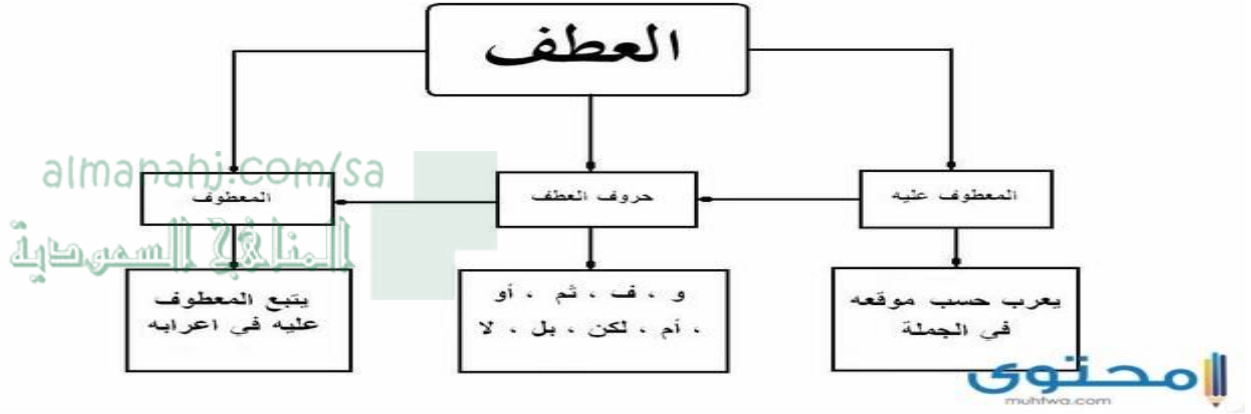 العطف
المعطوف عليه
حروف العطف
المعطوف
يعرب حسب موقعه
في الجملة
و ، ف ، ثم ، أو
، أم ، لكن ، بل ، لا
يتبع المعطوف
عليه في اعرابه
almanahj.com/sa
المناهج السعودية
محتوى
muhtwa.com